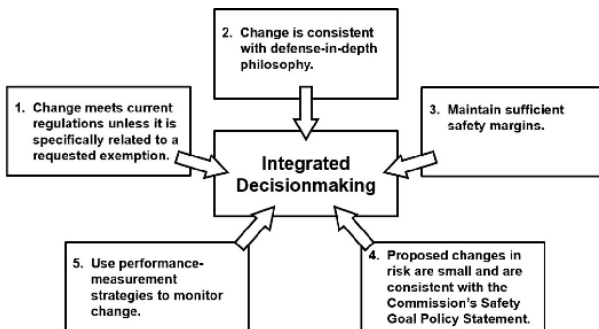 2. Change is consistent
with defense-in-depth
philosophy.
1. Change meets current
regulations unless it is
specifically related to a
requested exemption.
3. Maintain sufficient
safety margins.
Integrated
Decisionmaking
5. Use performance-
measurement
strategies to monitor
change.
4. Proposed changes in
risk are small and are
consistent with the
Commission's Safety
Goal Policy Statement.